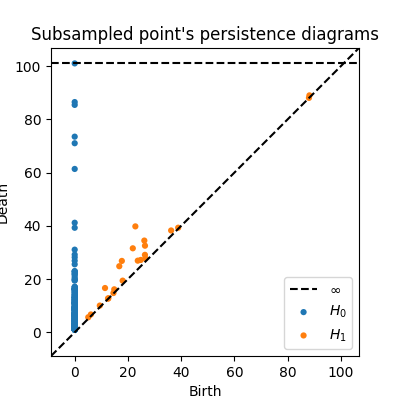 Subsampled point's persistence diagrams
100
80
60
40
20
0
Death
0 20 40 60 80 100
Birth
∞
H₀
H₁